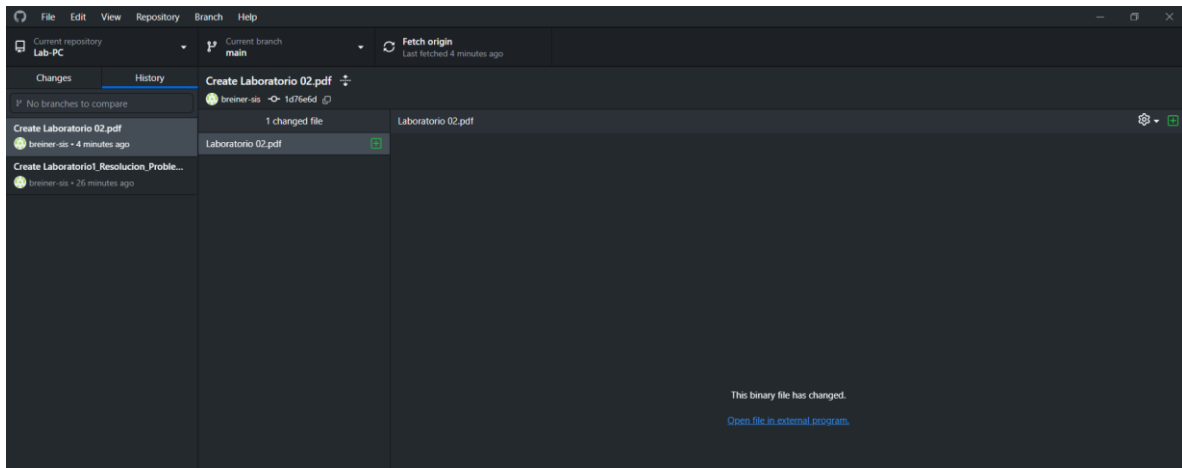 File Edit View Repository Branch Help
Current repository
Lab-PC
Current branch
main
Fetch origin
Last fetched 4 minutes ago
Changes History
No branches to compare
Create Laboratorio 02.pdf
breiner-sis • 4 minutes ago
Create Laboratorio1_Resolucion_Proble...
breiner-sis • 26 minutes ago
Create Laboratorio 02.pdf
breiner-sis 1d76e6d
1 changed file
Laboratorio 02.pdf
Laboratorio 02.pdf
This binary file has changed.
Open file in external program.